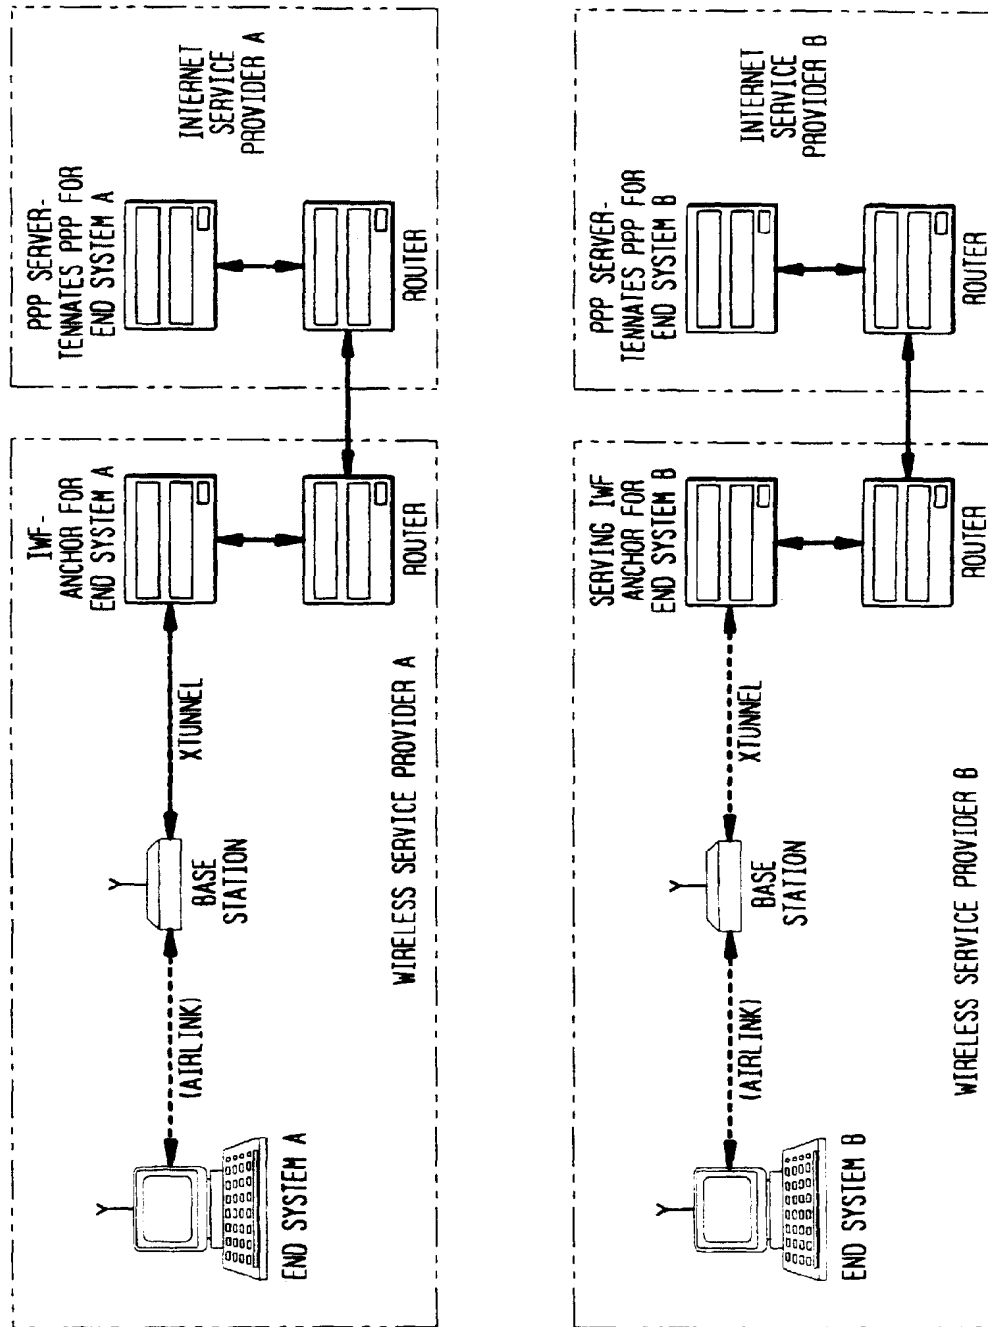 END SYSTEM A
(AIRLINK)
BASE
STATION
XTUNNEL
IWF-
ANCHOR FOR
END SYSTEM A
ROUTER
WIRELESS SERVICE PROVIDER A
PPP SERVER-
TENNATES PPP FOR
END SYSTEM A
ROUTER
INTERNET
SERVICE
PROVIDER A
END SYSTEM B
(AIRLINK)
BASE
STATION
XTUNNEL
SERVING IWF
ANCHOR FOR
END SYSTEM B
ROUTER
WIRELESS SERVICE PROVIDER B
PPP SERVER-
TENNATES PPP FOR
END SYSTEM B
ROUTER
INTERNET
SERVICE
PROVIDER B